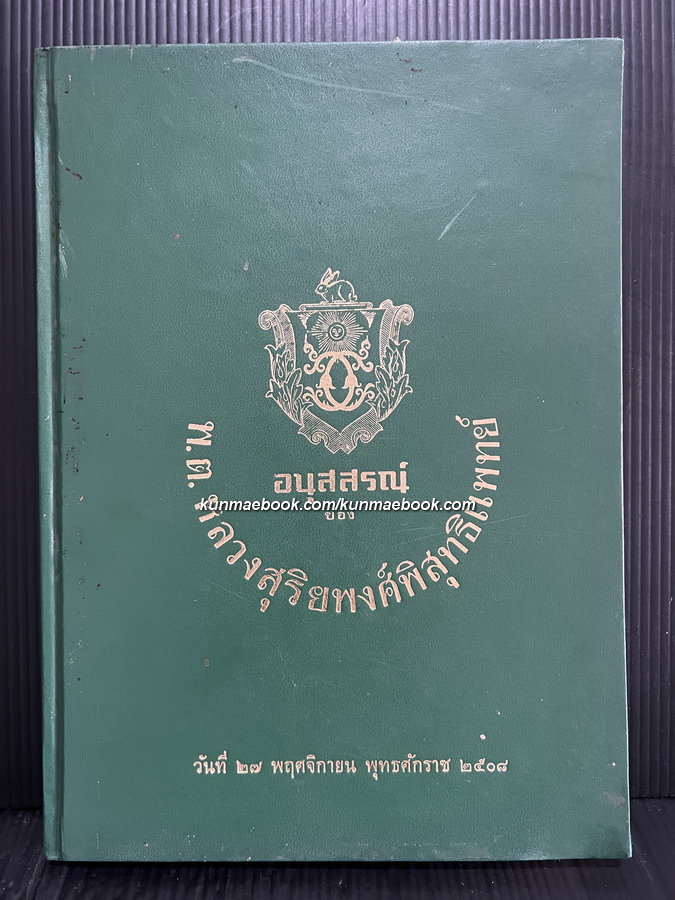 อนุสสรณ์
ของ
พ.ต. หลวงสุริยพงศ์พิสุทธิแพทย์
kunmaebook.com/kunmaebook.com
วันที่ ๒๗ พฤศจิกายน พุทธศักราช ๒๕๐๘